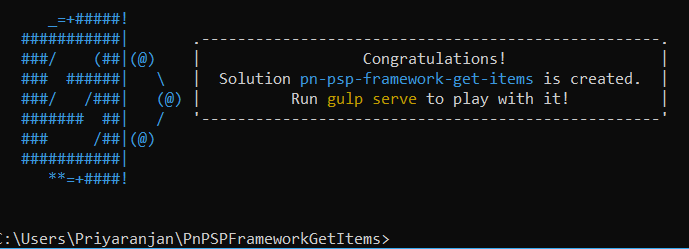 _=+#####!
###########|
###/    (##|(@)
###  ######|   \
###/   /###|   (@)
#######  ##|   /
###     /##|(@)
###########|
**=+####!
Congratulations!
Solution pn-psp-framework-get-items is created.
Run gulp serve to play with it!
C:\Users\Priyaranjan\PnPSPFrameworkGetItems>